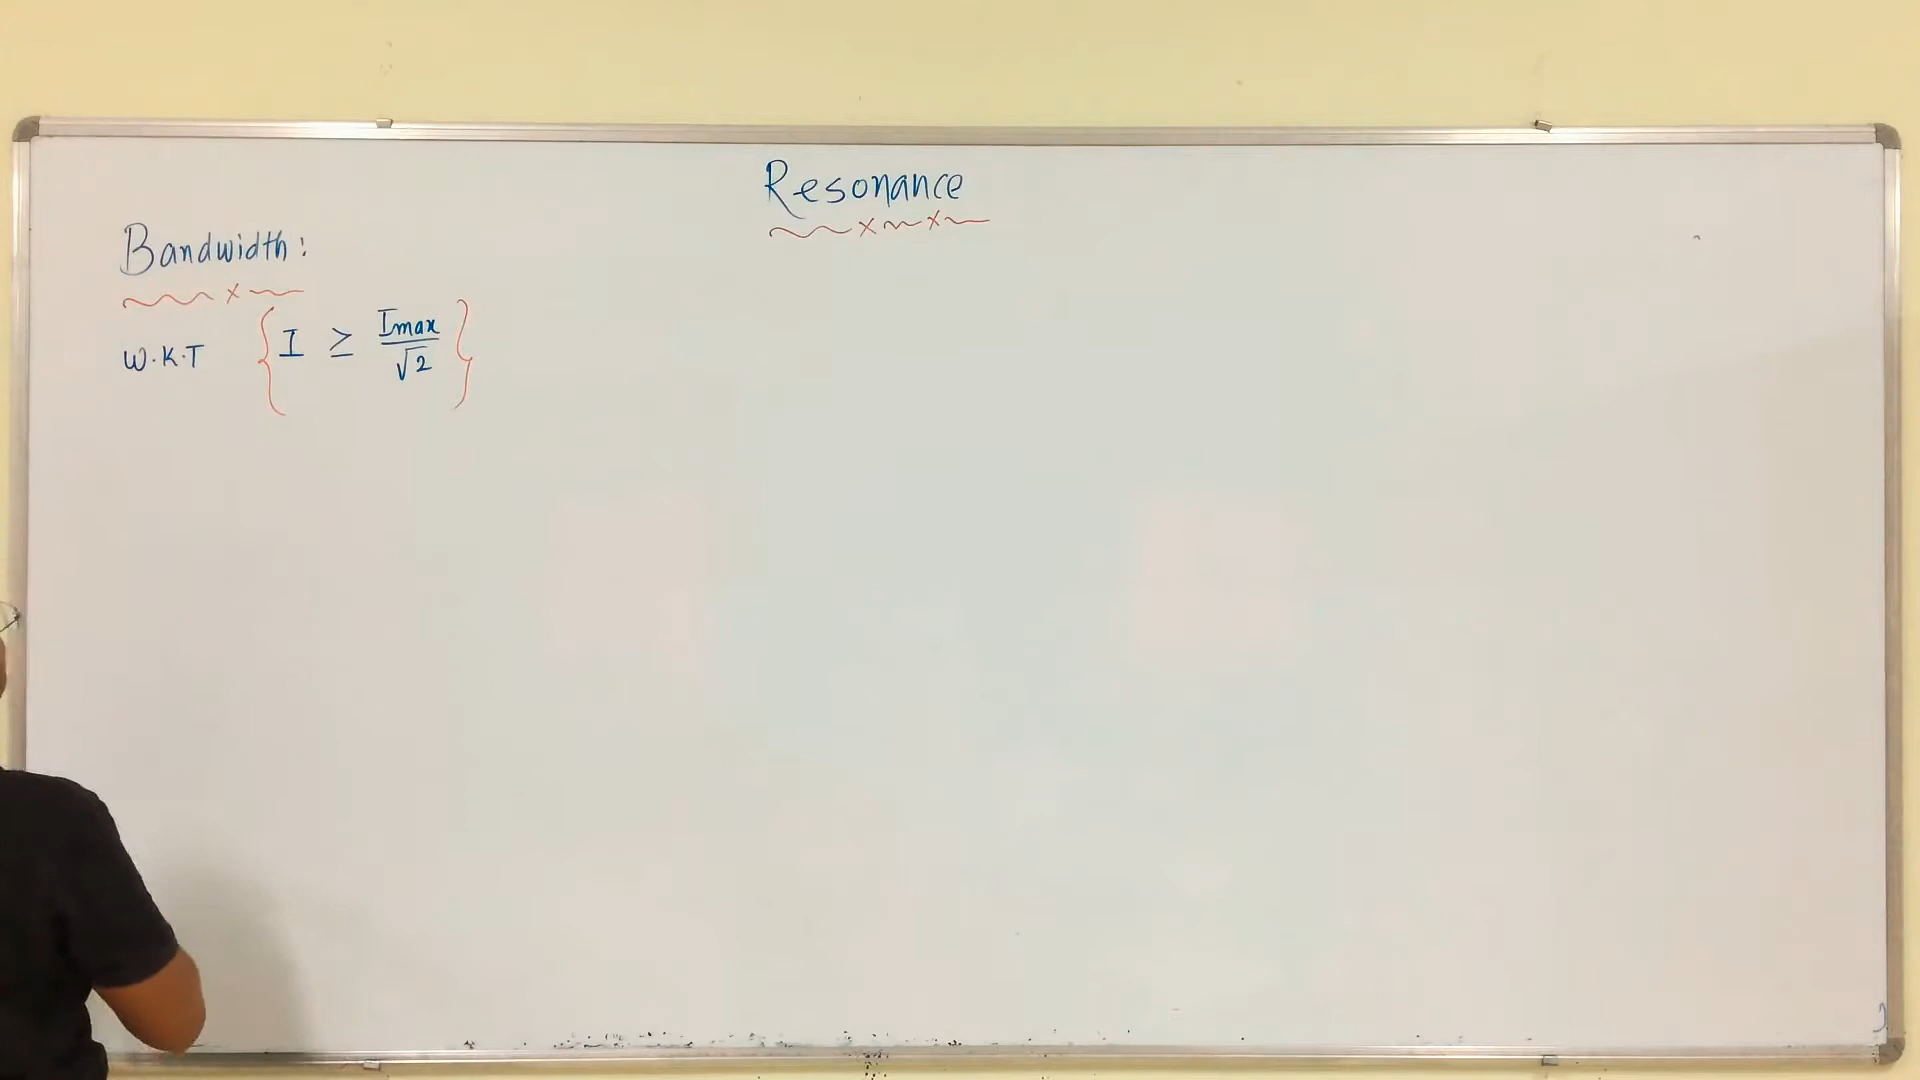 Resonance
Bandwidth:
W.K.T { I ≥ Imax/√2 }